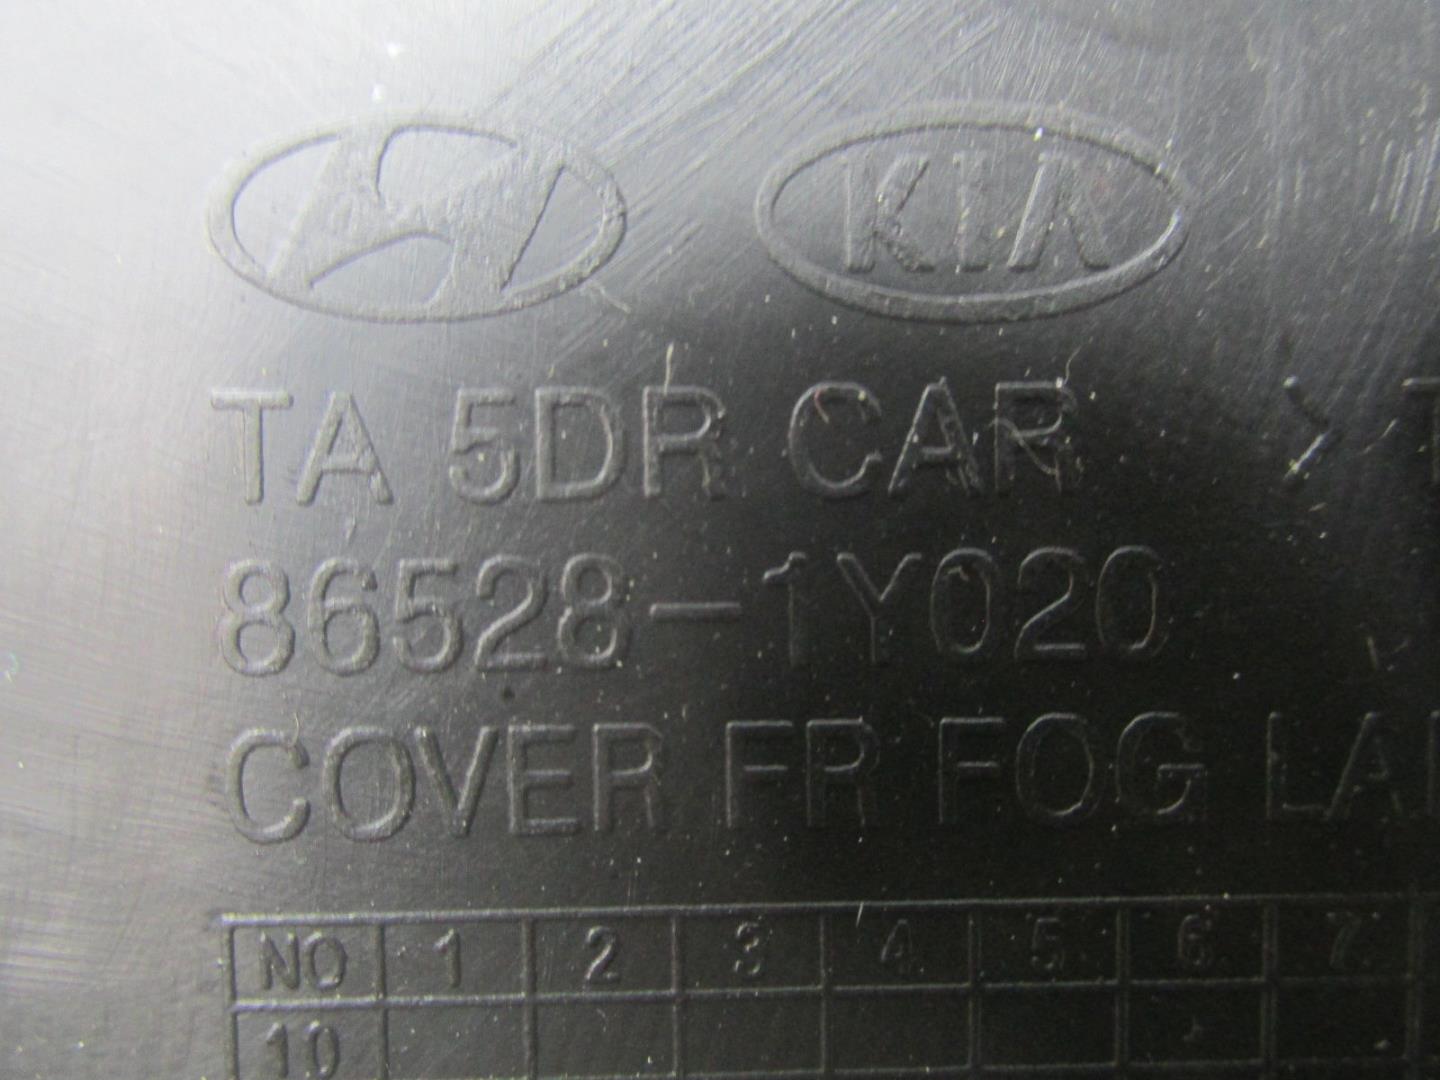 KIA
TA 5DR CAR >T
86528-1Y020
COVER FR FOG LA
NO 1 2 3 4 5 6 7
10